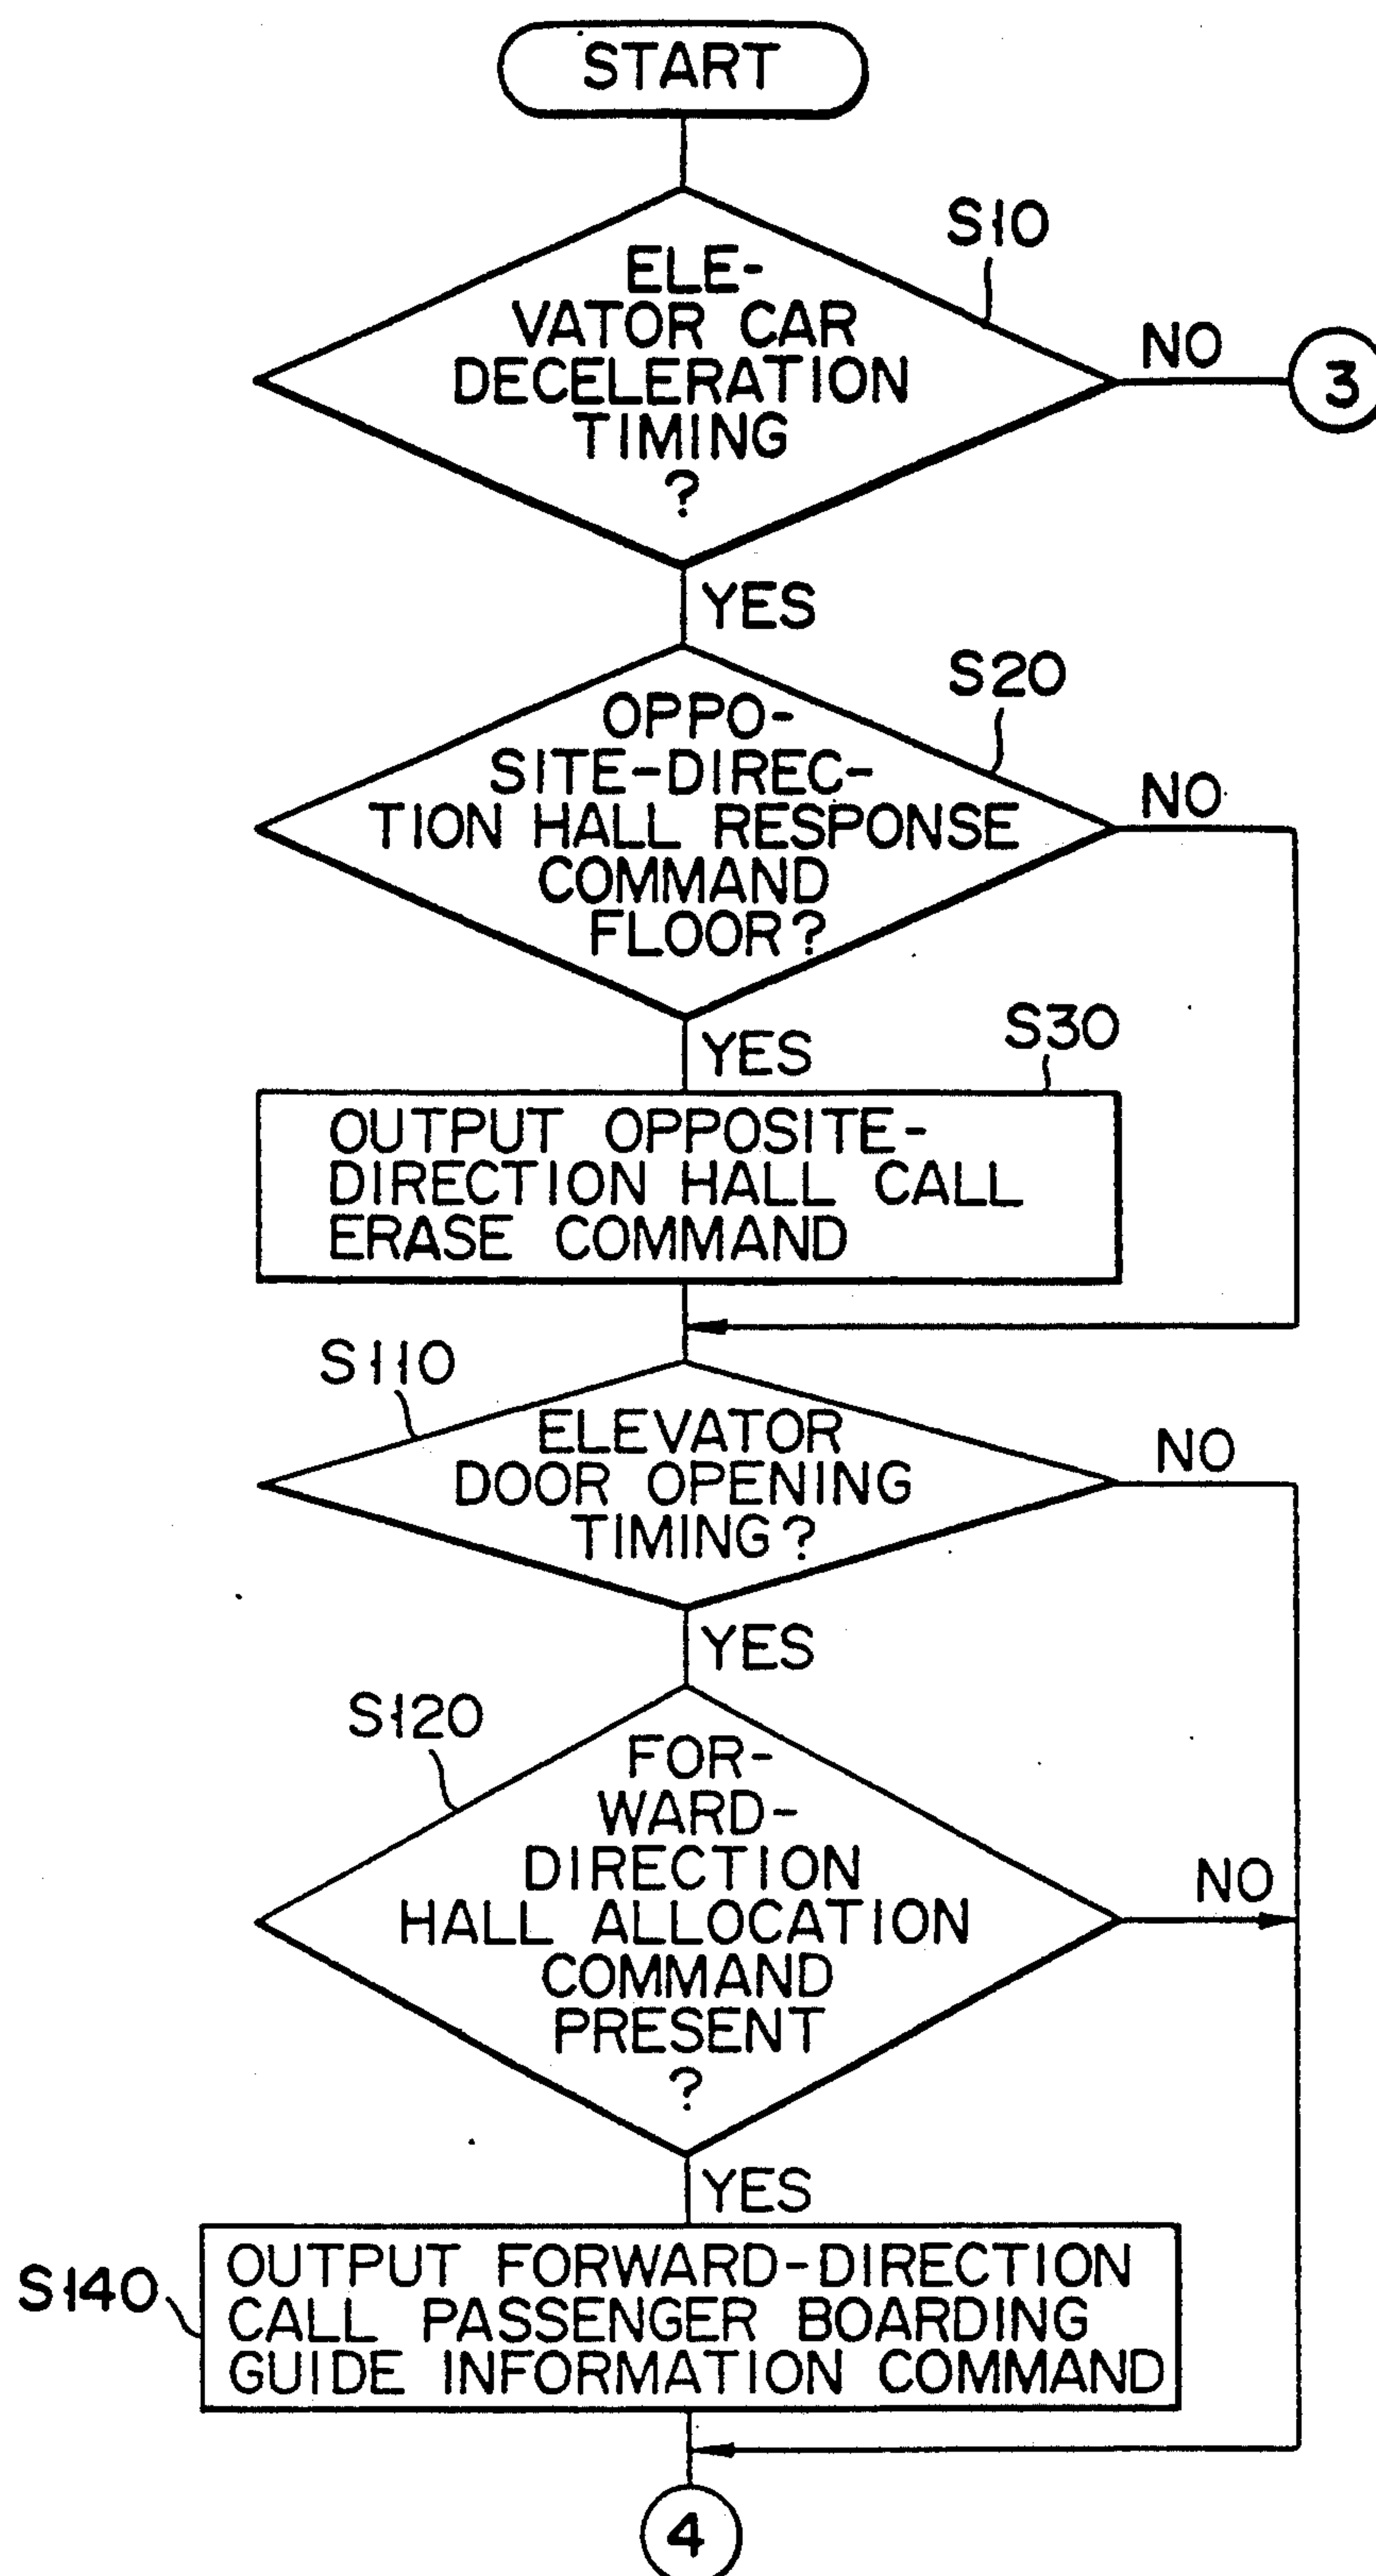 START
S10
ELE-
VATOR CAR
DECELERATION
TIMING
?
NO
3
YES
S20
OPPO-
SITE-DIREC-
TION HALL RESPONSE
COMMAND
FLOOR?
NO
YES
S30
OUTPUT OPPOSITE-
DIRECTION HALL CALL
ERASE COMMAND
S110
ELEVATOR
DOOR OPENING
TIMING?
NO
YES
S120
FOR-
WARD-
DIRECTION
HALL ALLOCATION
COMMAND
PRESENT
?
NO
YES
S140
OUTPUT FORWARD-DIRECTION
CALL PASSENGER BOARDING
GUIDE INFORMATION COMMAND
4